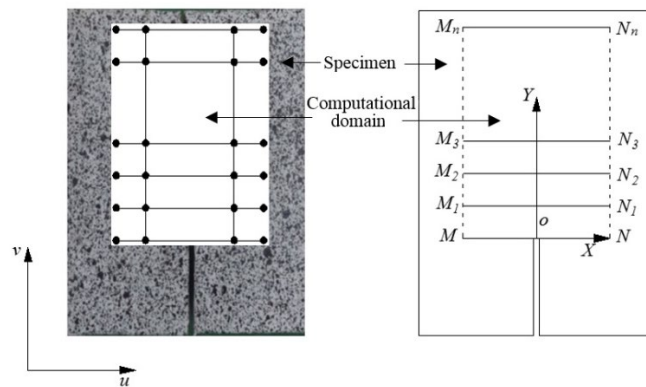 Mn Nn
Specimen
Computational
domain
Y
M3 N3
M2 N2
M1 N1
o
M X N
v
u